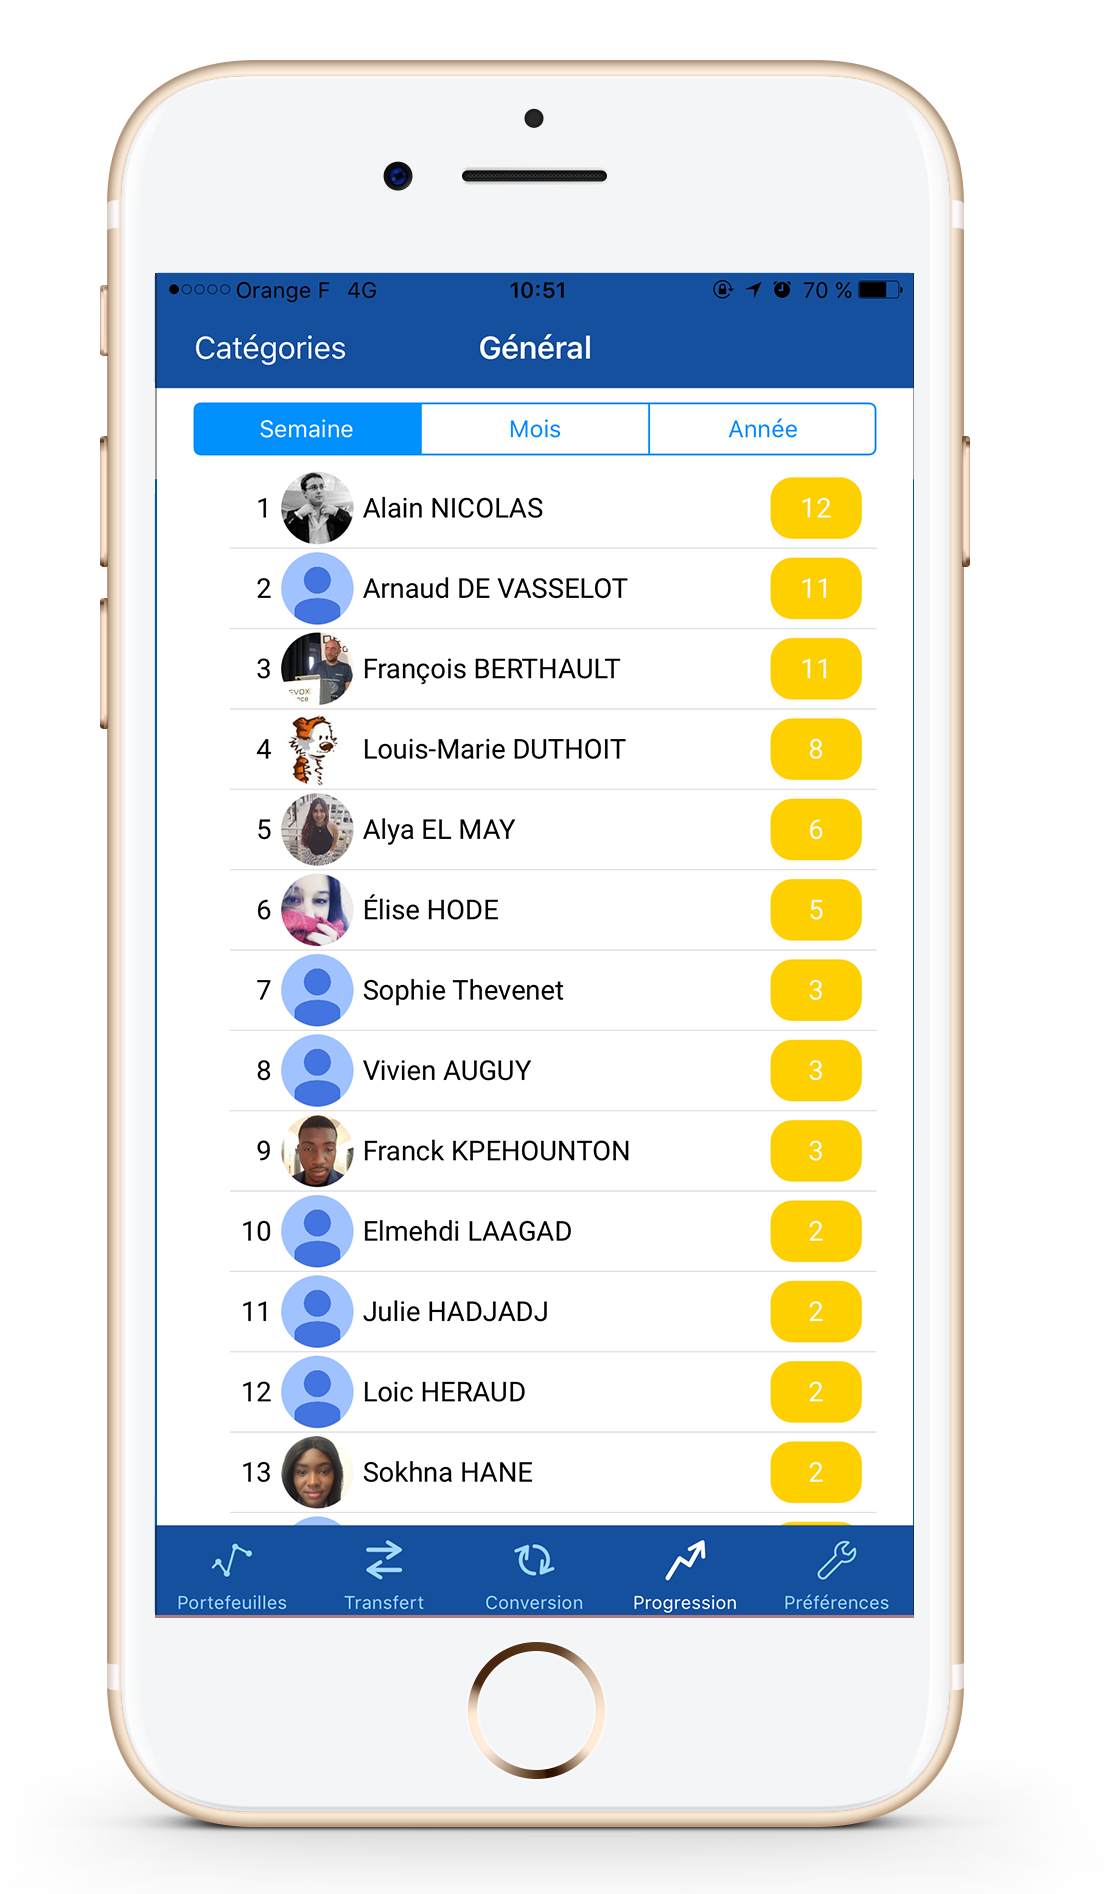 Orange F 4G 10:51 70 %
Catégories Général
Semaine Mois Année
1 Alain NICOLAS 12
2 Arnaud DE VASSELOT 11
3 François BERTHAULT 11
4 Louis-Marie DUTHOIT 8
5 Alya EL MAY 6
6 Élise HODE 5
7 Sophie Thevenet 3
8 Vivien AUGUY 3
9 Franck KPEHOUNTON 3
10 Elmehdi LAAGAD 2
11 Julie HADJADJ 2
12 Loic HERAUD 2
13 Sokhna HANE 2
Portefeuilles Transfert Conversion Progression Préférences